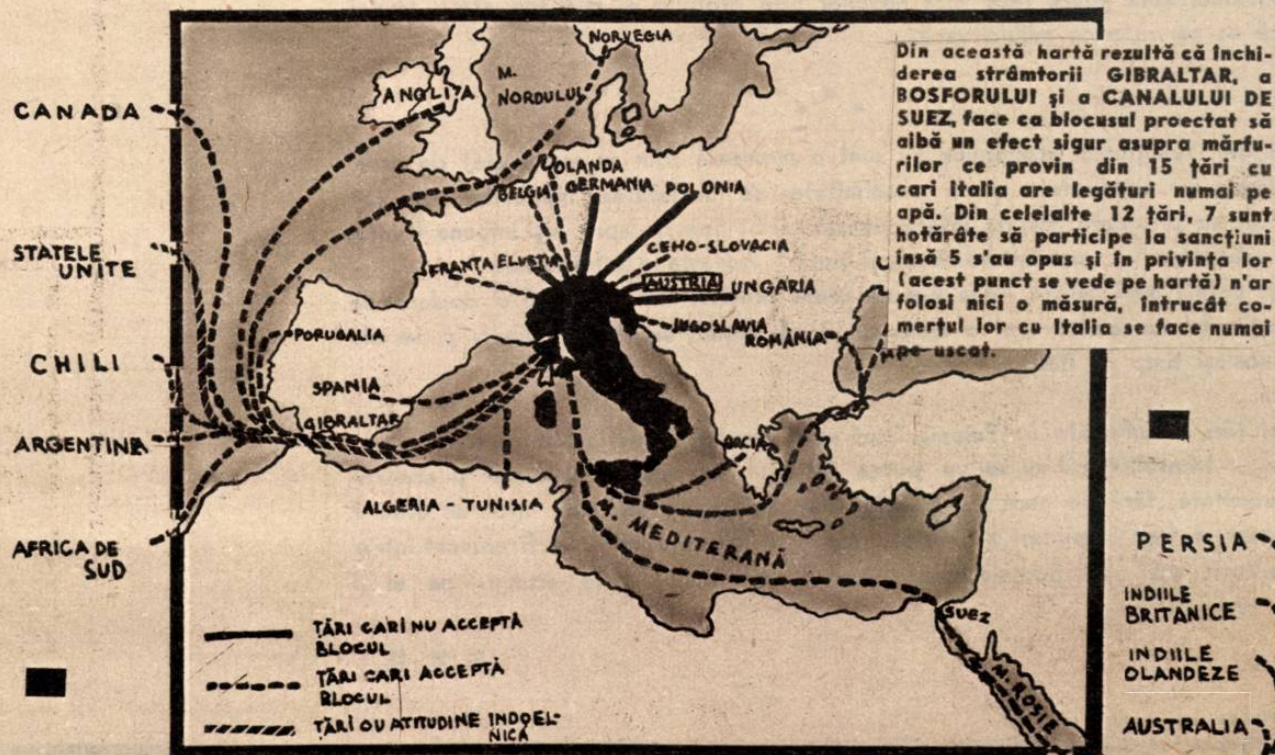 Din această hartă rezultă că închi-
derea strâmtorii GIBRALTAR, a
BOSFORULUI și a CANALULUI DE
SUEZ, face ca blocusul proectat să
aibă un efect sigur asupra mărfu-
rilor ce provin din 15 țări cu
cari Italia are legături numai pe
apă. Din celelalte 12 țări, 7 sunt
hotărâte să participe la sancțiuni
însă 5 s'au opus și în privința lor
(acest punct se vede pe hartă) n'ar
folosi nici o măsură, întrucât co-
merțul lor cu Italia se face numai
pe uscat.
CANADA
STATELE
UNITE
CHILI
ARGENTINA
AFRICA DE
SUD
NORVEGIA
ANGLIA
M.
NORDULUI
OLANDA
BELGIA
GERMANIA
POLONIA
CEHO-SLOVACIA
FRANȚA
ELVEȚIA
AUSTRIA
UNGARIA
JUGOSLAVIA
ROMÂNIA
PORUGALIA
SPANIA
GIBRALTAR
ALGERIA - TUNISIA
M. MEDITERANĂ
SUEZ
M. ROȘIE
PERSIA
INDIILE
BRITANICE
INDIILE
OLANDEZE
AUSTRALIA
ȚĂRI CARI NU ACCEPTĂ
BLOCUL
ȚĂRI CARI ACCEPTĂ
BLOCUL
ȚĂRI CU ATITUDINE INDOEL-
NICĂ